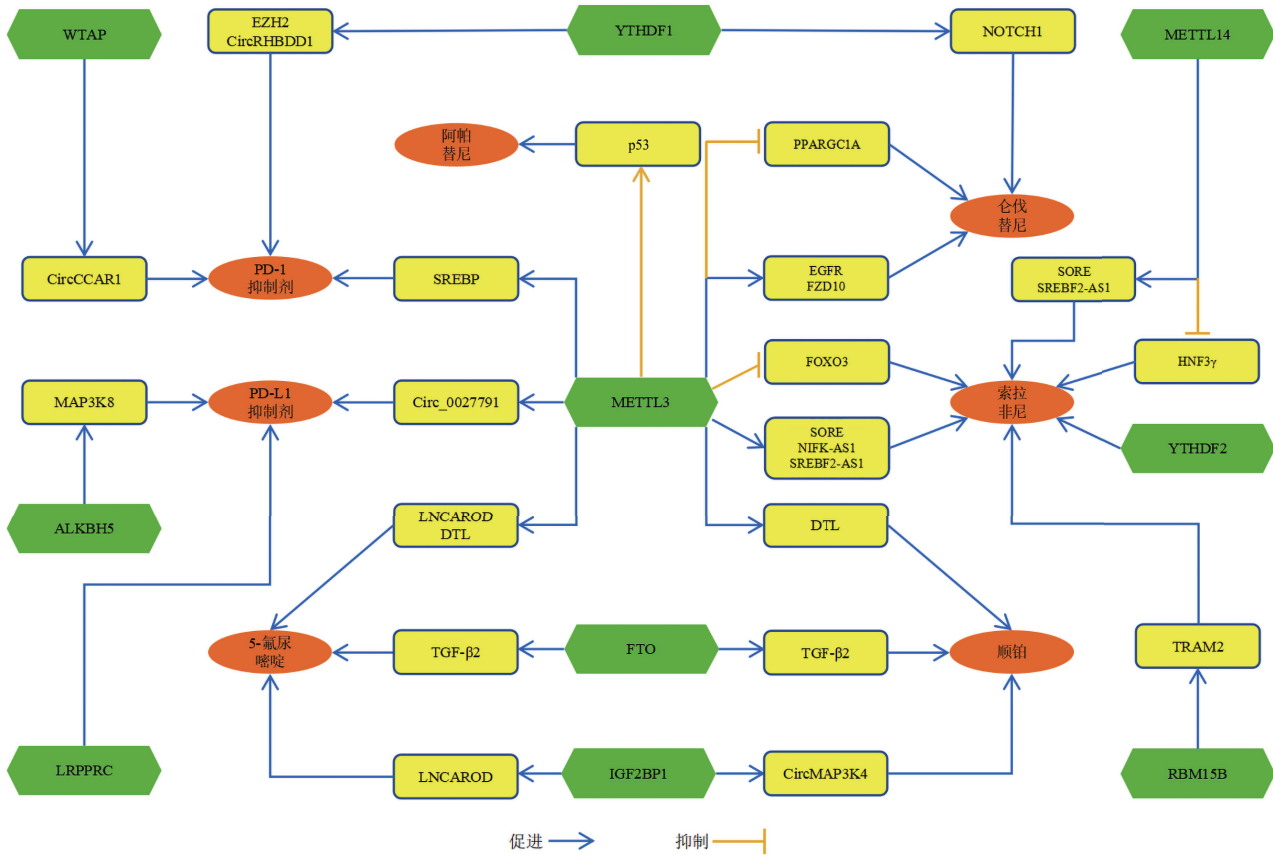 WTAP
EZH2
CircRHBDD1
YTHDF1
NOTCH1
METTL14
阿帕
替尼
p53
PPARGC1A
仑伐
替尼
CircCCAR1
PD-1
抑制剂
SREBP
EGFR
FZD10
SORE
SREBF2-AS1
FOXO3
HNF3γ
MAP3K8
PD-L1
抑制剂
Circ_0027791
METTL3
索拉
非尼
SORE
NIFK-AS1
SREBF2-AS1
YTHDF2
ALKBH5
LNCAROD
DTL
DTL
5-氟尿
嘧啶
TGF-β2
FTO
TGF-β2
顺铂
TRAM2
LRPPRC
LNCAROD
IGF2BP1
CircMAP3K4
RBM15B
促进
抑制